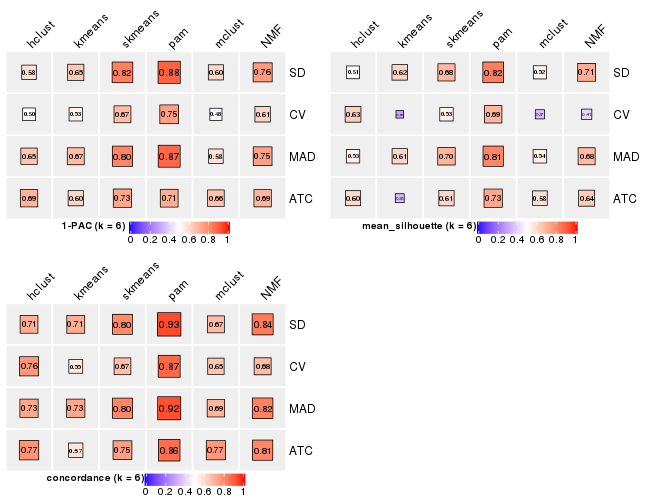 hclust kmeans skmeans pam mclust NMF
0.58 0.65 0.82 0.88 0.60 0.76 SD
0.50 0.53 0.67 0.75 0.48 0.61 CV
0.65 0.67 0.80 0.87 0.58 0.75 MAD
0.69 0.60 0.73 0.71 0.66 0.69 ATC
1-PAC (k = 6)
0 0.2 0.4 0.6 0.8 1
hclust kmeans skmeans pam mclust NMF
0.51 0.62 0.68 0.82 0.52 0.71 SD
0.63 0.53 0.69 CV
0.53 0.61 0.70 0.81 0.54 0.68 MAD
0.60 0.61 0.73 0.58 0.64 ATC
mean_silhouette (k = 6)
0 0.2 0.4 0.6 0.8 1
hclust kmeans skmeans pam mclust NMF
0.71 0.71 0.80 0.93 0.67 0.84 SD
0.76 0.55 0.67 0.87 0.65 0.68 CV
0.73 0.73 0.80 0.92 0.69 0.82 MAD
0.77 0.57 0.75 0.86 0.77 0.81 ATC
concordance (k = 6)
0 0.2 0.4 0.6 0.8 1